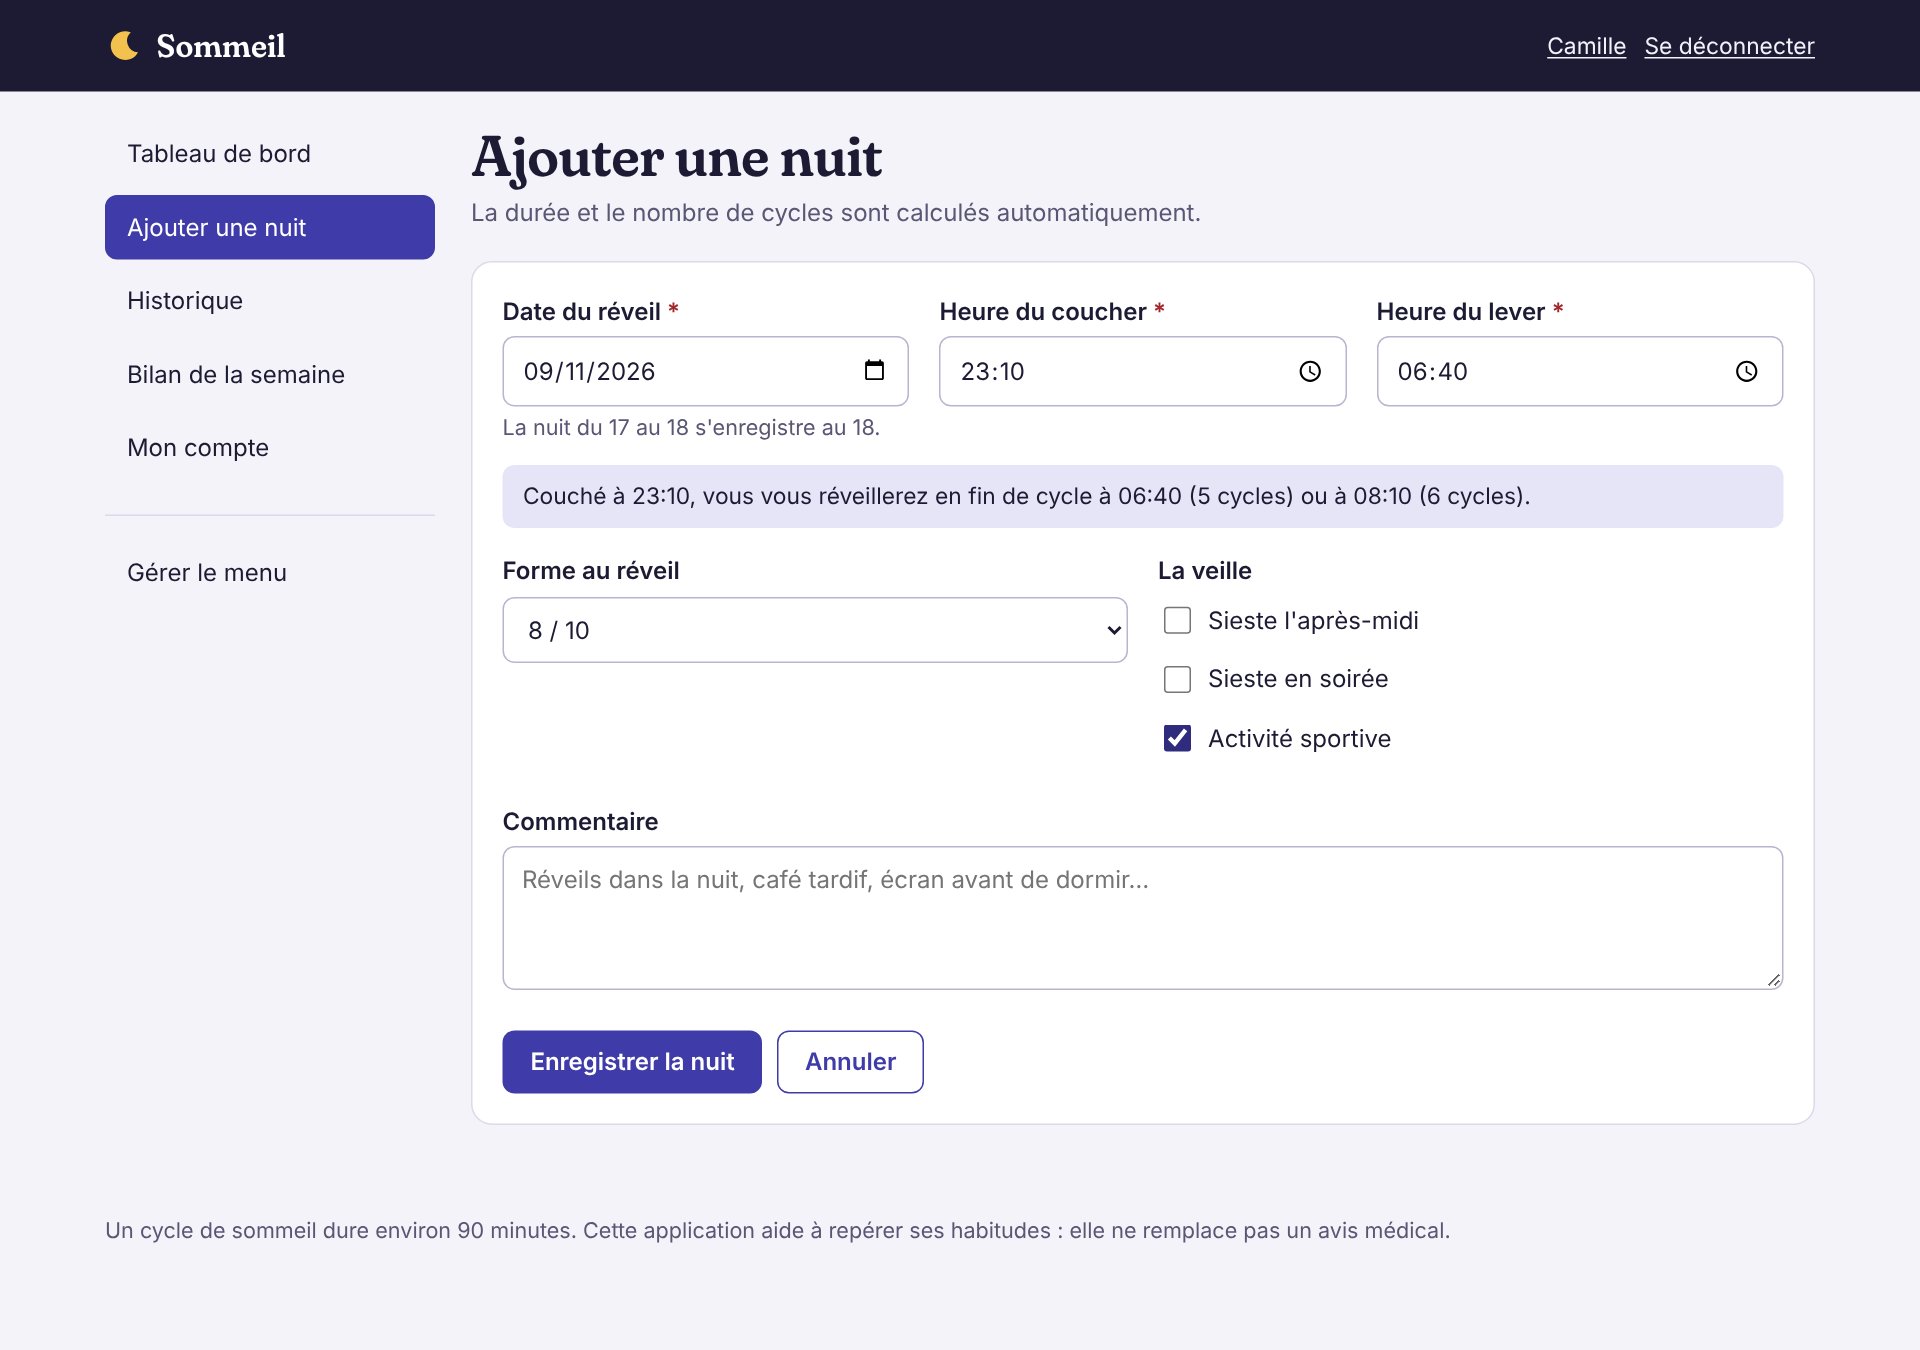 Sommeil
Camille Se déconnecter
Tableau de bord
Ajouter une nuit
Historique
Bilan de la semaine
Mon compte
Gérer le menu
Ajouter une nuit
La durée et le nombre de cycles sont calculés automatiquement.
Date du réveil * Heure du coucher * Heure du lever *
09/11/2026 23:10 06:40
La nuit du 17 au 18 s'enregistre au 18.
Couché à 23:10, vous vous réveillerez en fin de cycle à 06:40 (5 cycles) ou à 08:10 (6 cycles).
Forme au réveil
8 / 10
La veille
Sieste l'après-midi
Sieste en soirée
Activité sportive
Commentaire
Réveils dans la nuit, café tardif, écran avant de dormir...
Enregistrer la nuit Annuler
Un cycle de sommeil dure environ 90 minutes. Cette application aide à repérer ses habitudes : elle ne remplace pas un avis médical.